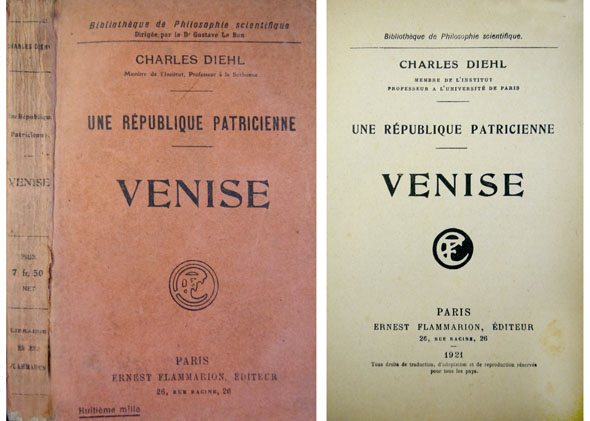 CHARLES DIEHL
Une République
Patricienne
VENISE
PRIX
7 fr. 50
NET
FLAMMARION
Bibliothèque de Philosophie scientifique
Dirigée par le Dr Gustave Le Bon
CHARLES DIEHL
Membre de l'Institut, Professeur à la Sorbonne
UNE RÉPUBLIQUE PATRICIENNE
VENISE
PARIS
ERNEST FLAMMARION, ÉDITEUR
26, RUE RACINE, 26
Huitième mille
Bibliothèque de Philosophie scientifique.
CHARLES DIEHL
MEMBRE DE L'INSTITUT
PROFESSEUR A L'UNIVERSITÉ DE PARIS
UNE RÉPUBLIQUE PATRICIENNE
VENISE
PARIS
ERNEST FLAMMARION, ÉDITEUR
26, RUE RACINE, 26
1921
Tous droits de traduction, d'adaptation et de reproduction réservés
pour tous les pays.